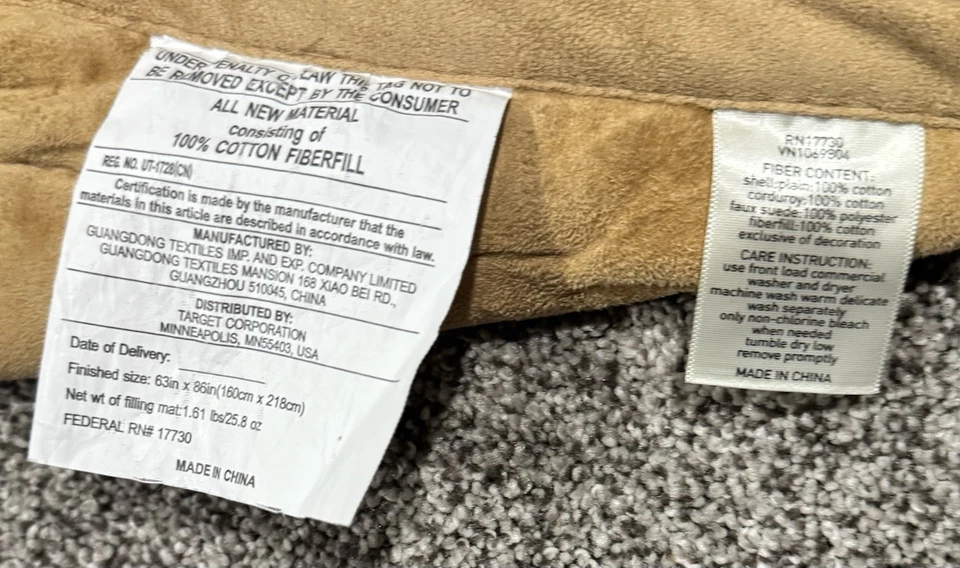 UNDER PENALTY O LAW THIS TAG NOT TO
BE REMOVED EXCEPT BY THE CONSUMER
ALL NEW MATERIAL
consisting of
100% COTTON FIBERFILL
REG. NO. UT-1728(CN)
Certification is made by the manufacturer that the
materials in this article are described in accordance with law.
MANUFACTURED BY:
GUANGDONG TEXTILES IMP. AND EXP. COMPANY LIMITED
GUANGDONG TEXTILES MANSION 168 XIAO BEI RD.,
GUANGZHOU 510045, CHINA
DISTRIBUTED BY:
TARGET CORPORATION
MINNEAPOLIS, MN55403, USA
Date of Delivery:
Finished size: 63in x 86in(160cm x 218cm)
Net wt of filling mat:1.61 lbs/25.8 oz
FEDERAL RN# 17730
MADE IN CHINA
RN17730
VN1069904
FIBER CONTENT:
shell:plain:100% cotton
corduroy:100% cotton
faux suede:100% polyester
fiberfill:100% cotton
exclusive of decoration
CARE INSTRUCTION:
use front load commercial
washer and dryer
machine wash warm delicate
wash separately
only non-chlorine bleach
when needed
tumble dry low
remove promptly
MADE IN CHINA